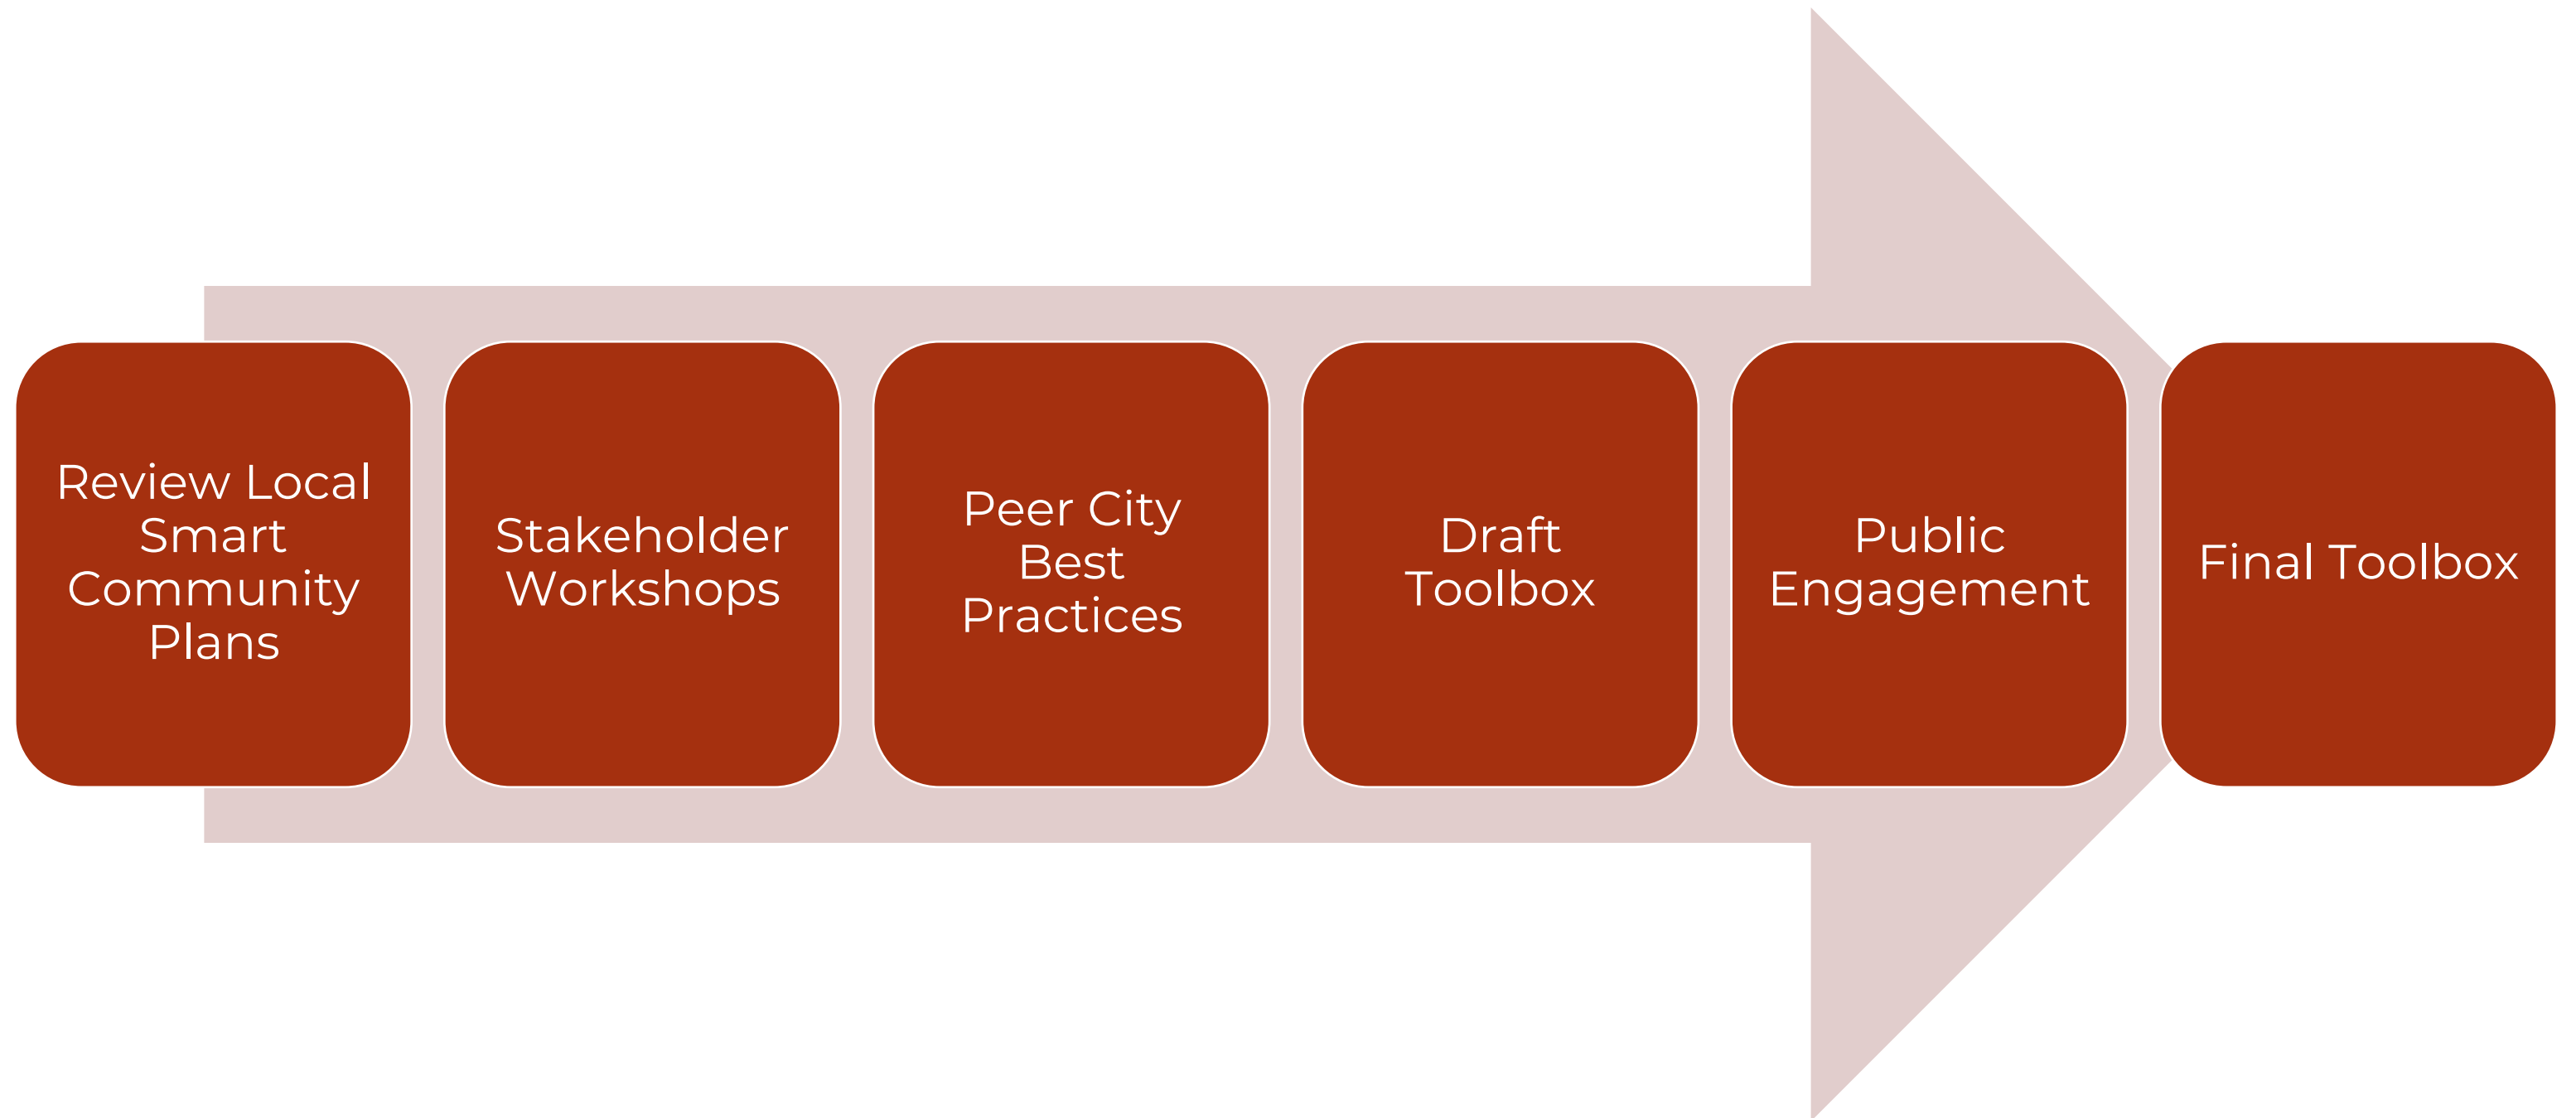 Review Local
Smart
Community
Plans
Stakeholder
Workshops
Peer City
Best
Practices
Draft
Toolbox
Public
Engagement
Final Toolbox